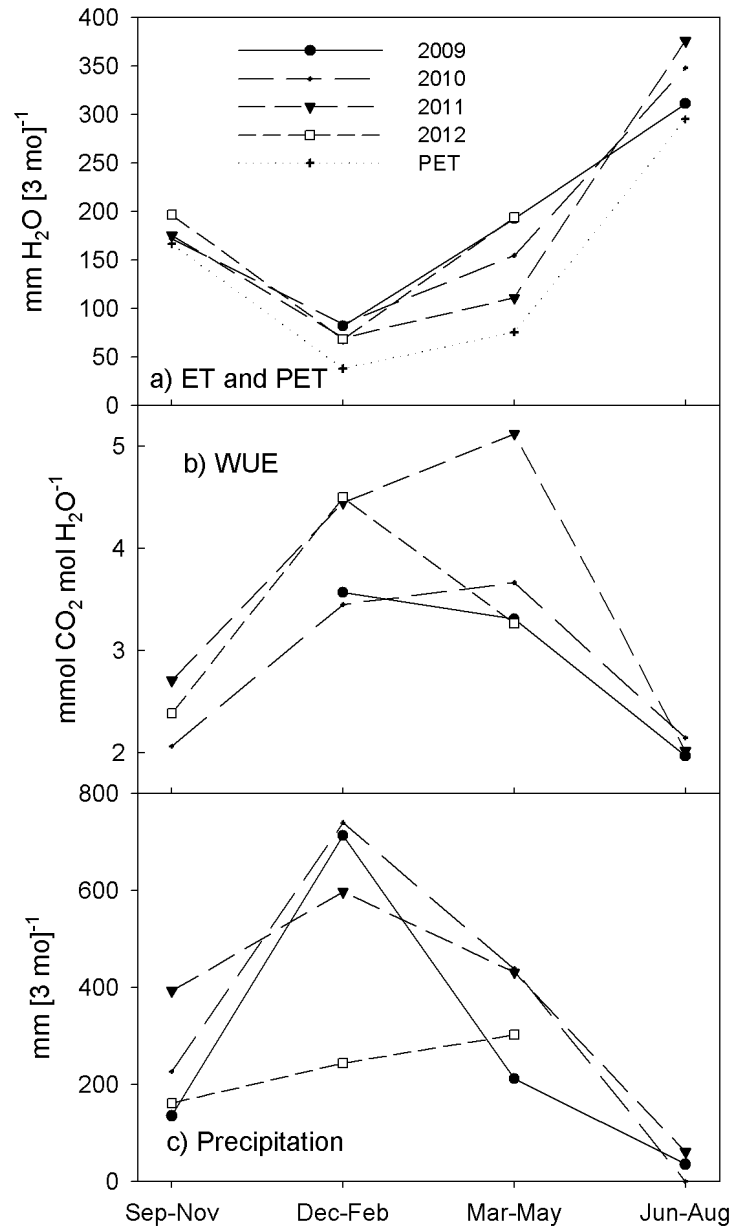 400
350
300
250
200
150
100
50
0
mm H₂O [3 mo]⁻¹
2009
2010
2011
2012
PET
a) ET and PET
5
4
3
2
mmol CO₂ mol H₂O⁻¹
b) WUE
800
600
400
200
0
mm [3 mo]⁻¹
c) Precipitation
Sep-Nov Dec-Feb Mar-May Jun-Aug